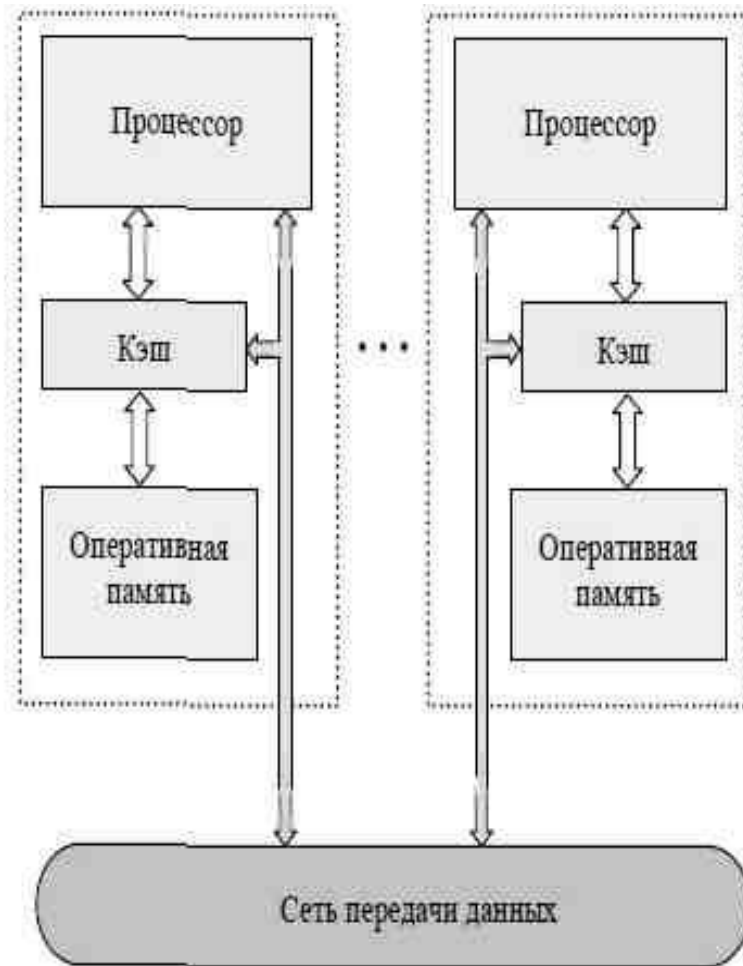 Процессор
Кэш
Оперативная
память
Процессор
Кэш
Оперативная
память
Сеть передачи данных